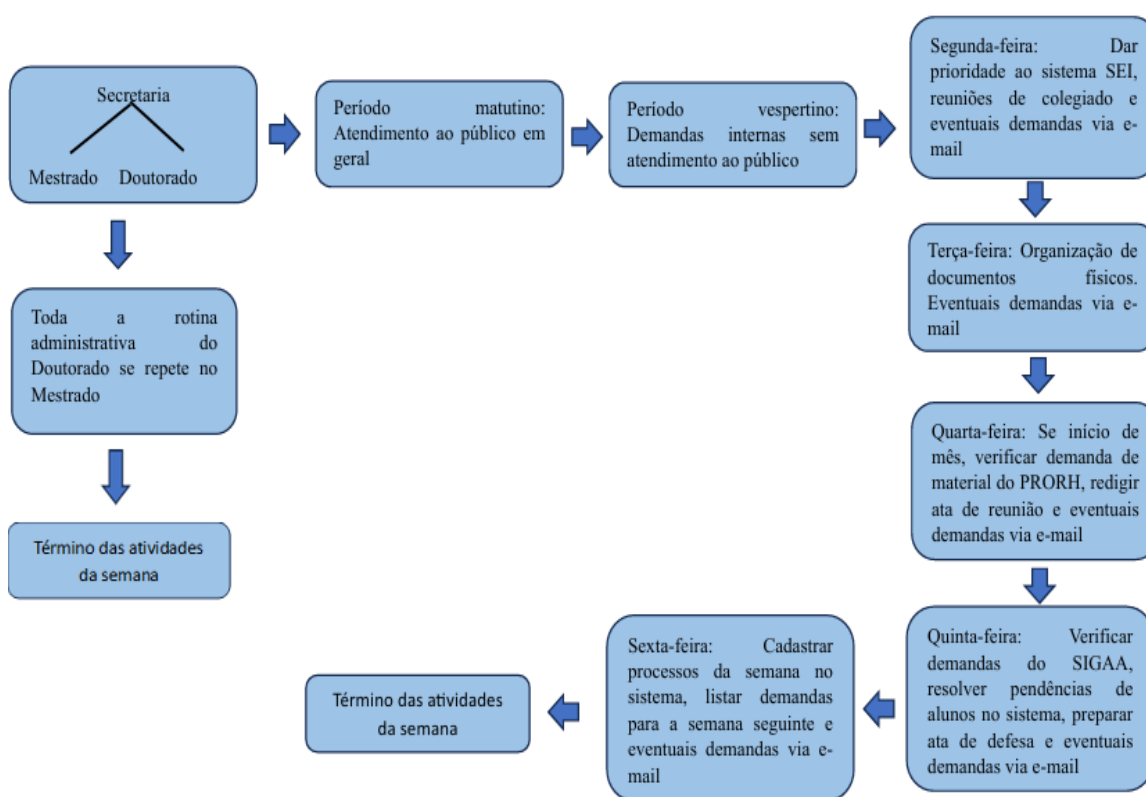 Secretaria
Mestrado Doutorado
Período matutino:
Atendimento ao público em
geral
Período vespertino:
Demandas internas sem
atendimento ao público
Segunda-feira: Dar
prioridade ao sistema SEI,
reuniões de colegiado e
eventuais demandas via e-
mail
Terça-feira: Organização de
documentos físicos.
Eventuais demandas via e-
mail
Quarta-feira: Se início de
mês, verificar demanda de
material do PRORH, redigir
ata de reunião e eventuais
demandas via e-mail
Quinta-feira: Verificar
demandas do SIGAA,
resolver pendências de
alunos no sistema, preparar
ata de defesa e eventuais
demandas via e-mail
Sexta-feira: Cadastrar
processos da semana no
sistema, listar demandas
para a semana seguinte e
eventuais demandas via e-
mail
Término das atividades
da semana
Toda a rotina
administrativa do
Doutorado se repete no
Mestrado
Término das atividades
da semana